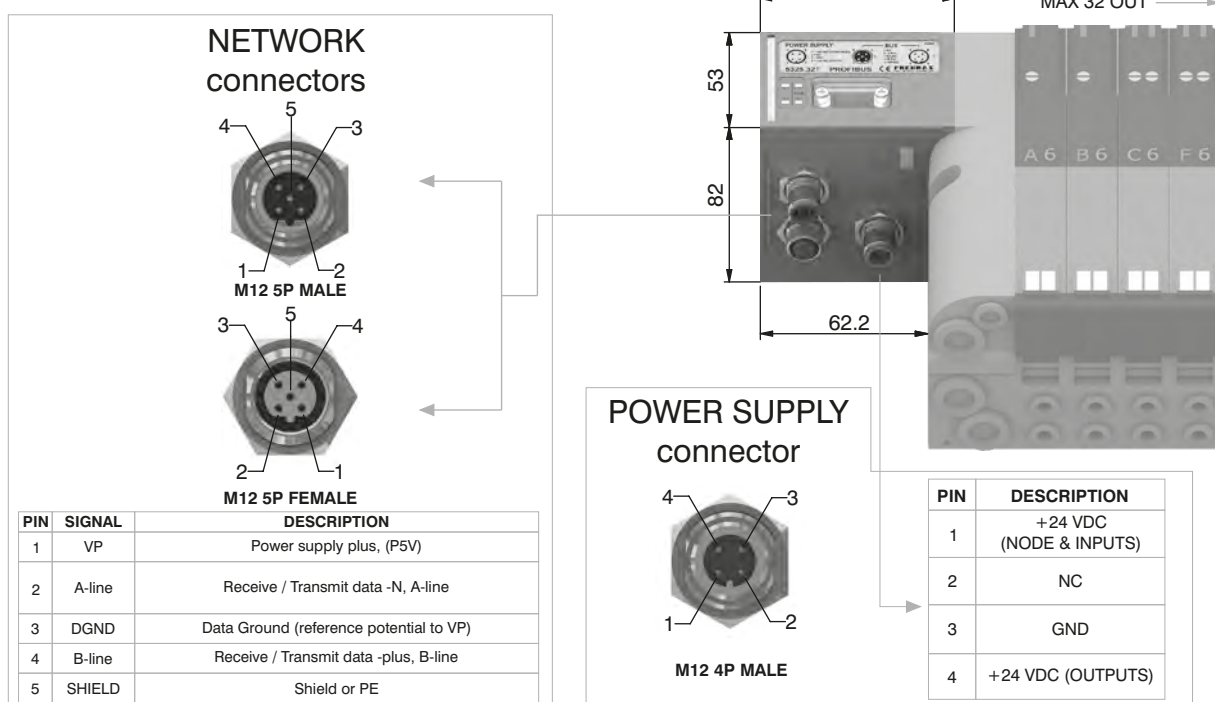 MAX 32 OUT
NETWORK
connectors
5
4
3
1
2
M12 5P MALE
5
3
4
2
1
M12 5P FEMALE
PIN SIGNAL DESCRIPTION
1 VP Power supply plus, (P5V)
2 A-line Receive / Transmit data -N, A-line
3 DGND Data Ground (reference potential to VP)
4 B-line Receive / Transmit data -plus, B-line
5 SHIELD Shield or PE
53
82
62.2
POWER SUPPLY
BUS
PROFIBUS CE
A 6 B 6 C 6 F 6
POWER SUPPLY
connector
4
3
1
2
M12 4P MALE
PIN DESCRIPTION
1 +24 VDC
(NODE & INPUTS)
2 NC
3 GND
4 +24 VDC (OUTPUTS)